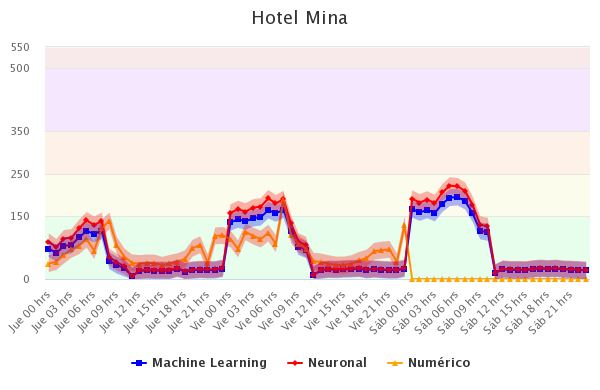 Hotel Mina
550
500
350
250
150
0
Jue 00 hrs
Jue 03 hrs
Jue 06 hrs
Jue 09 hrs
Jue 12 hrs
Jue 15 hrs
Jue 18 hrs
Jue 21 hrs
Vie 00 hrs
Vie 03 hrs
Vie 06 hrs
Vie 09 hrs
Vie 12 hrs
Vie 15 hrs
Vie 18 hrs
Vie 21 hrs
Sáb 00 hrs
Sáb 03 hrs
Sáb 06 hrs
Sáb 09 hrs
Sáb 12 hrs
Sáb 15 hrs
Sáb 18 hrs
Sáb 21 hrs
Machine Learning
Neuronal
Numérico